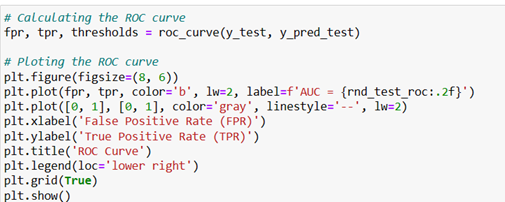 # Calculating the ROC curve
fpr, tpr, thresholds = roc_curve(y_test, y_pred_test)
# Ploting the ROC curve
plt.figure(figsize=(8, 6))
plt.plot(fpr, tpr, color='b', lw=2, label=f'AUC = {rnd_test_roc:.2f}')
plt.plot([0, 1], [0, 1], color='gray', linestyle='--', lw=2)
plt.xlabel('False Positive Rate (FPR)')
plt.ylabel('True Positive Rate (TPR)')
plt.title('ROC Curve')
plt.legend(loc='lower right')
plt.grid(True)
plt.show()